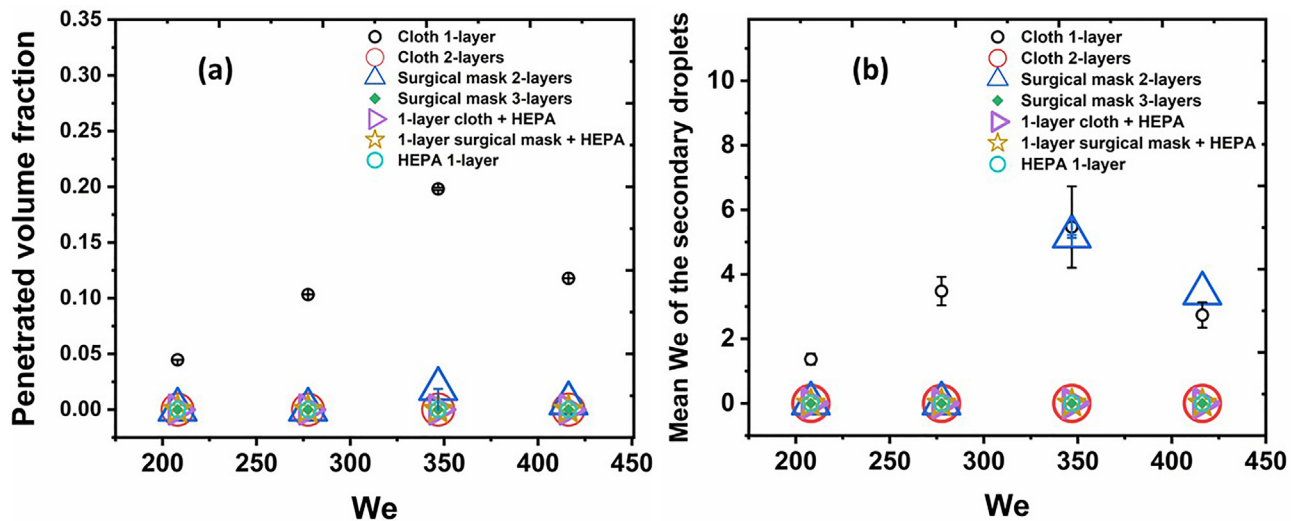 (a)
Penetrated volume fraction
0.35
0.30
0.25
0.20
0.15
0.10
0.05
0.00
Cloth 1-layer
Cloth 2-layers
Surgical mask 2-layers
Surgical mask 3-layers
1-layer cloth + HEPA
1-layer surgical mask + HEPA
HEPA 1-layer
200 250 300 350 400 450
We
(b)
Mean We of the secondary droplets
10
8
6
4
2
0
Cloth 1-layer
Cloth 2-layers
Surgical mask 2-layers
Surgical mask 3-layers
1-layer cloth + HEPA
1-layer surgical mask + HEPA
HEPA 1-layer
200 250 300 350 400 450
We